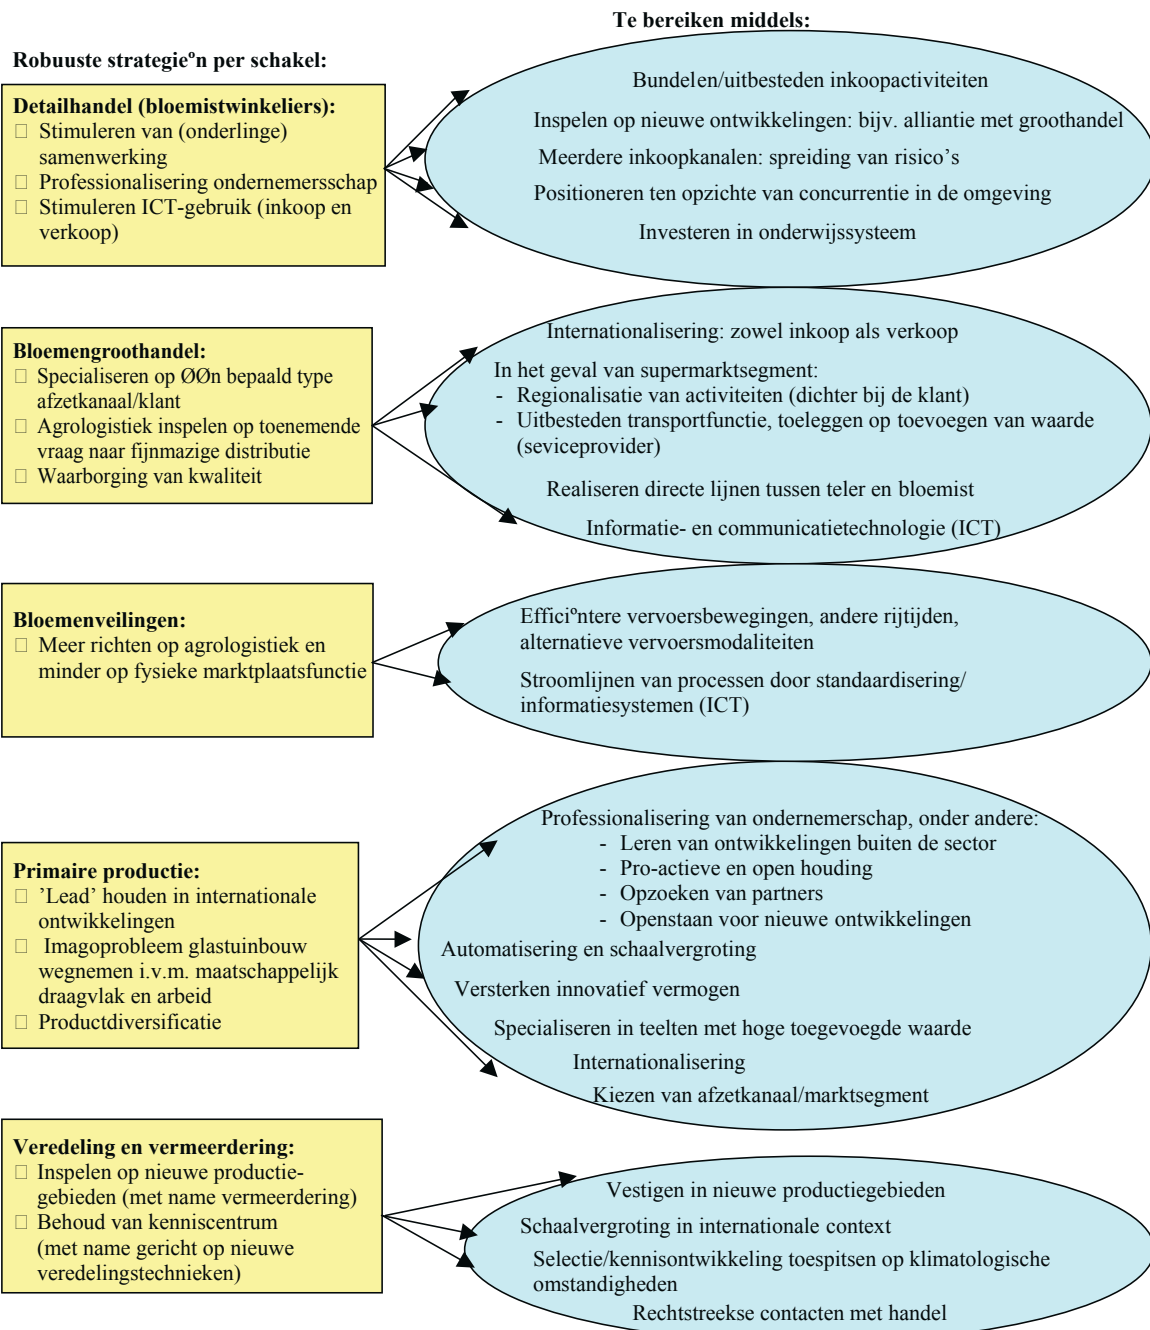 Te bereiken middels:
Robuuste strategieºn per schakel:
Detailhandel (bloemistwinkeliers):
□ Stimuleren van (onderlinge)
samenwerking
□ Professionalisering ondernemersschap
□ Stimuleren ICT-gebruik (inkoop en
verkoop)
Bundelen/uitbesteden inkoopactiviteiten
Inspelen op nieuwe ontwikkelingen: bijv. alliantie met groothandel
Meerdere inkoopkanalen: spreiding van risico’s
Positioneren ten opzichte van concurrentie in de omgeving
Investeren in onderwijssysteem
Bloemengroothandel:
□ Specialiseren op ØØn bepaald type
afzetkanaal/klant
□ Agrologistiek inspelen op toenemende
vraag naar fijnmazige distributie
□ Waarborging van kwaliteit
Internationalisering: zowel inkoop als verkoop
In het geval van supermarktsegment:
- Regionalisatie van activiteiten (dichter bij de klant)
- Uitbesteden transportfunctie, toeleggen op toevoegen van waarde
(seviceprovider)
Realiseren directe lijnen tussen teler en bloemist
Informatie- en communicatietechnologie (ICT)
Bloemenveilingen:
□ Meer richten op agrologistiek en
minder op fysieke marktplaatsfunctie
Efficiºntere vervoersbewegingen, andere rijtijden,
alternatieve vervoersmodaliteiten
Stroomlijnen van processen door standaardisering/
informatiesystemen (ICT)
Primaire productie:
□ ’Lead’ houden in internationale
ontwikkelingen
□ Imagoprobleem glastuinbouw
wegnemen i.v.m. maatschappelijk
draagvlak en arbeid
□ Productdiversificatie
Professionalisering van ondernemerschap, onder andere:
- Leren van ontwikkelingen buiten de sector
- Pro-actieve en open houding
- Opzoeken van partners
- Openstaan voor nieuwe ontwikkelingen
Automatisering en schaalvergroting
Versterken innovatief vermogen
Specialiseren in teelten met hoge toegevoegde waarde
Internationalisering
Kiezen van afzetkanaal/marktsegment
Veredeling en vermeerdering:
□ Inspelen op nieuwe productie-
gebieden (met name vermeerdering)
□ Behoud van kenniscentrum
(met name gericht op nieuwe
veredelingstechnieken)
Vestigen in nieuwe productiegebieden
Schaalvergroting in internationale context
Selectie/kennisontwikkeling toespitsen op klimatologische
omstandigheden
Rechtstreekse contacten met handel